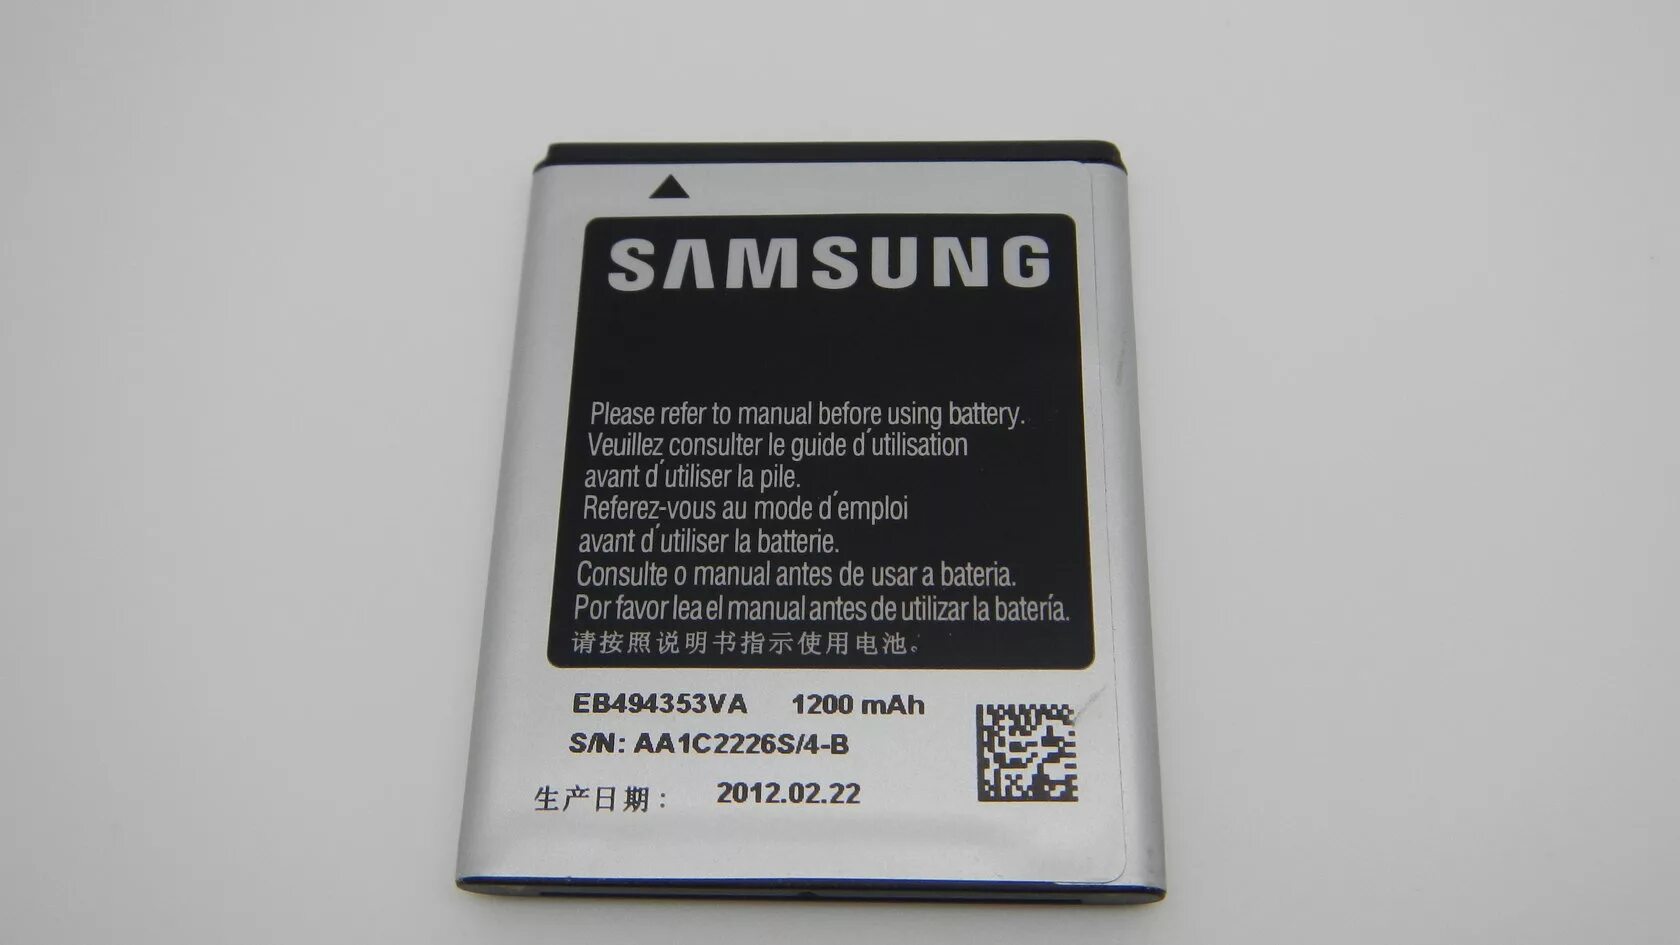 SAMSUNG
Please refer to manual before using battery.
Veuillez consulter le guide d'utilisation
avant d'utiliser la pile.
Referez-vous au mode d'emploi
avant d'utiliser la batterie.
Consulte o manual antes de usar a bateria.
Por favor lea el manual antes de utilizar la batería.
请按照说明书指示使用电池。
EB494353VA 1200 mAh
S/N: AA1C2226S/4-B
生产日期: 2012.02.22